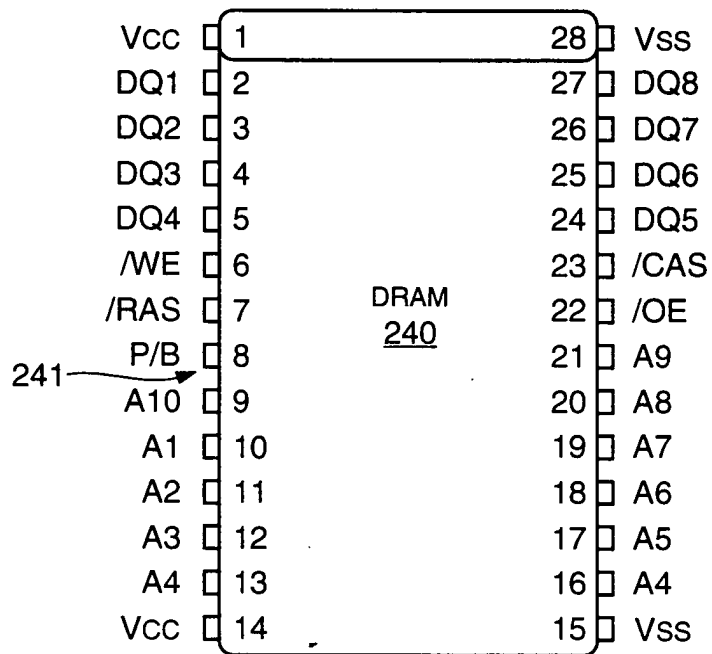 Vcc 1 28 Vss
DQ1 2 27 DQ8
DQ2 3 26 DQ7
DQ3 4 25 DQ6
DQ4 5 24 DQ5
/WE 6 23 /CAS
/RAS 7 DRAM 22 /OE
240
P/B 8 21 A9
241
A10 9 20 A8
A1 10 19 A7
A2 11 18 A6
A3 12 17 A5
A4 13 16 A4
Vcc 14 15 Vss